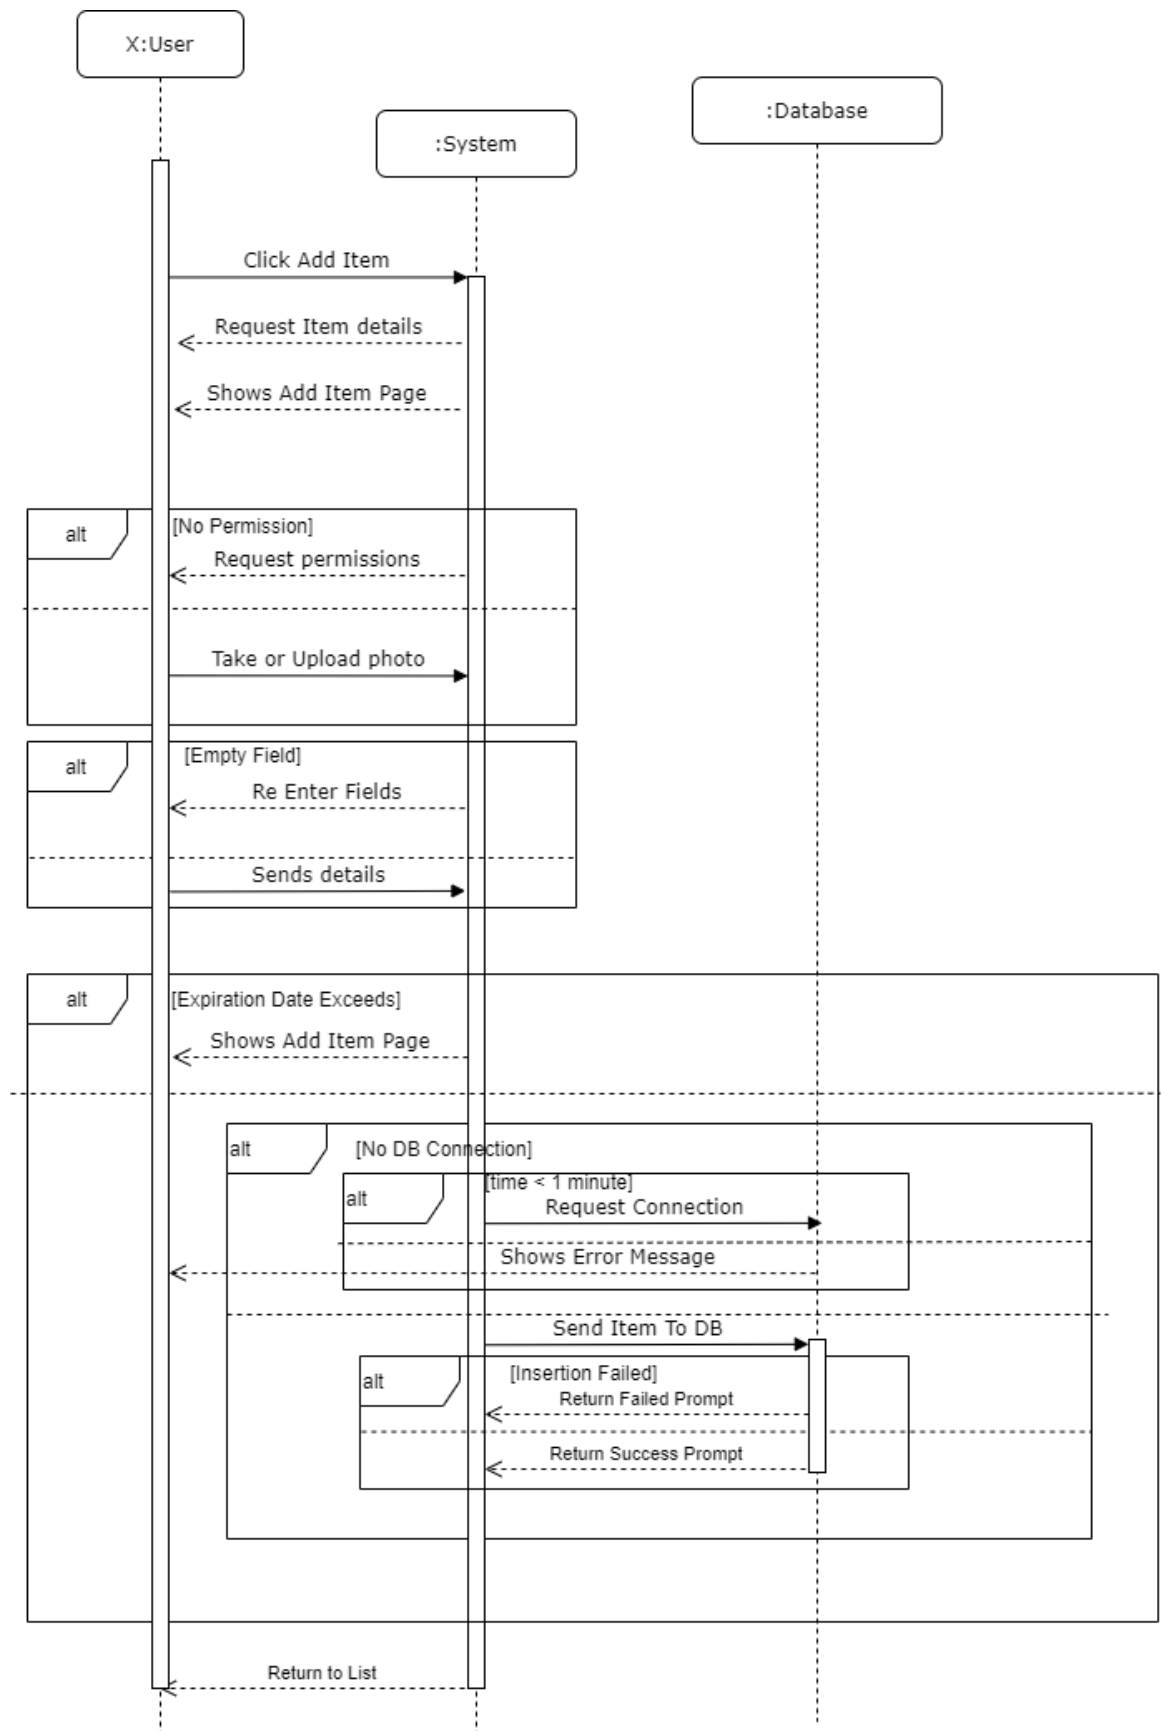 X:User
:Database
:System
Click Add Item
Request Item details
Shows Add Item Page
alt
[No Permission]
Request permissions
Take or Upload photo
alt
[Empty Field]
Re Enter Fields
Sends details
alt
[Expiration Date Exceeds]
Shows Add Item Page
alt
[No DB Connection]
alt
[time < 1 minute]
Request Connection
Shows Error Message
Send Item To DB
alt
[Insertion Failed]
Return Failed Prompt
Return Success Prompt
Return to List